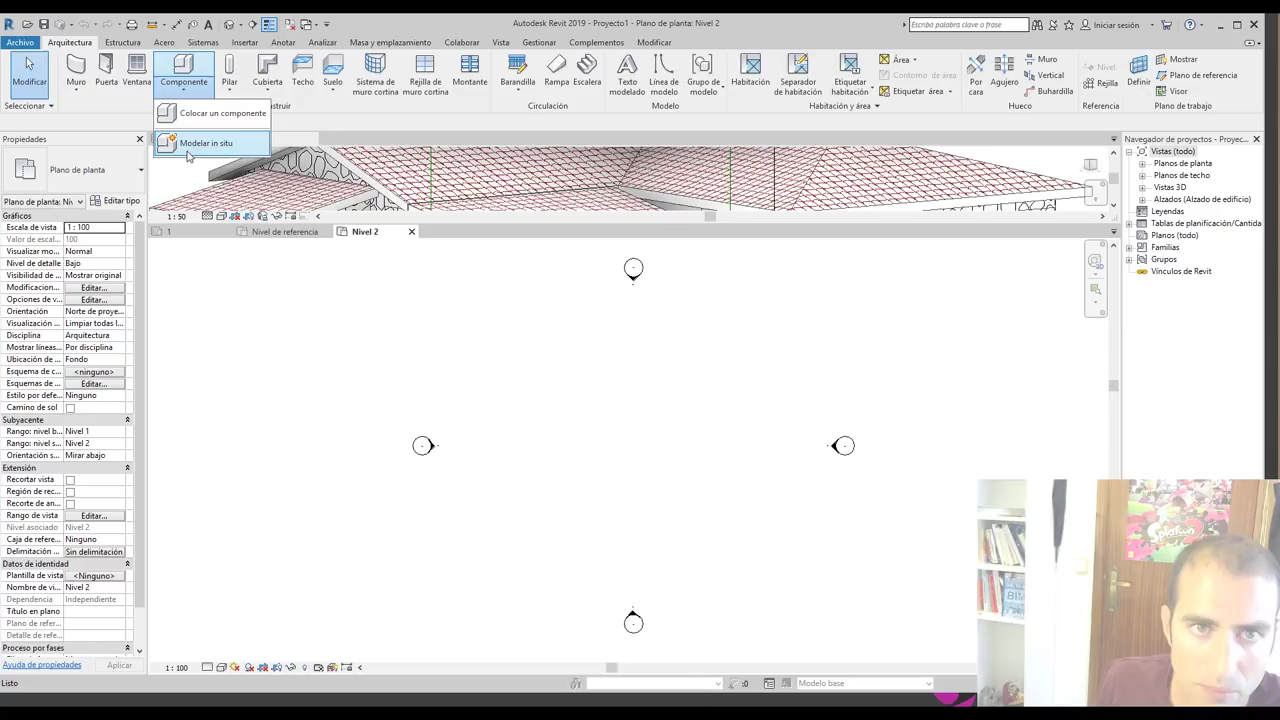 Autodesk Revit 2019 - Proyecto1 - Plano de planta: Nivel 2
Escriba palabra clave o frase
Iniciar sesión
Archivo Arquitectura Estructura Acero Sistemas Insertar Anotar Analizar Masa y emplazamiento Colaborar Vista Gestionar Complementos Modificar
Modificar
Muro
Puerta
Ventana
Componente
Pilar
Cubierta
Techo
Suelo
Sistema de muro cortina
Rejilla de muro cortina
Montante
Barandilla
Rampa
Escalera
Texto modelado
Línea de modelo
Grupo de modelo
Habitación
Separador de habitación
Etiquetar habitación
Área
Contorno de área
Etiquetar área
Por cara
Agujero
Muro
Vertical
Buhardilla
Nivel
Rejilla
Definir
Mostrar
Plano de referencia
Visor
Seleccionar
Circulación
Modelo
Habitación y área
Hueco
Referencia
Plano de trabajo
Colocar un componente
Modelar in situ
Propiedades
Plano de planta
Plano de planta: Niv
Editar tipo
Gráficos
Escala de vista 1 : 100
Valor de escal... 100
Visualizar mo... Normal
Nivel de detalle Bajo
Visibilidad de ... Mostrar original
Modificacion... Editar...
Opciones de v... Editar...
Orientación Norte de proye...
Visualización ... Limpiar todas l...
Disciplina Arquitectura
Mostrar líneas... Por disciplina
Ubicación de ... Fondo
Esquema de c... <ninguno>
Esquemas de ... Editar...
Estilo por defe... Ninguno
Camino de sol
Subyacente
Rango: nivel b... Nivel 1
Rango: nivel s... Nivel 2
Orientación s... Mirar abajo
Extensión
Recortar vista
Región de rec...
Recorte de an...
Rango de vista Editar...
Nivel asociado Nivel 2
Caja de refere... Ninguno
Delimitación ... Sin delimitación
Datos de identidad
Plantilla de vista <Ninguno>
Nombre de vi... Nivel 2
Dependencia Independiente
Título en plano
Plano de refer...
Detalle de refe...
Proceso por fases
Ayuda de propiedades
Aplicar
1 : 50
1
Nivel de referencia
Nivel 2
1 : 100
Navegador de proyectos - Proyec...
Vistas (todo)
Planos de planta
Planos de techo
Vistas 3D
Alzados (Alzado de edificio)
Leyendas
Tablas de planificación/Cantida
Planos (todo)
Familias
Grupos
Vínculos de Revit
Listo
:0
Modelo base
Splatoon